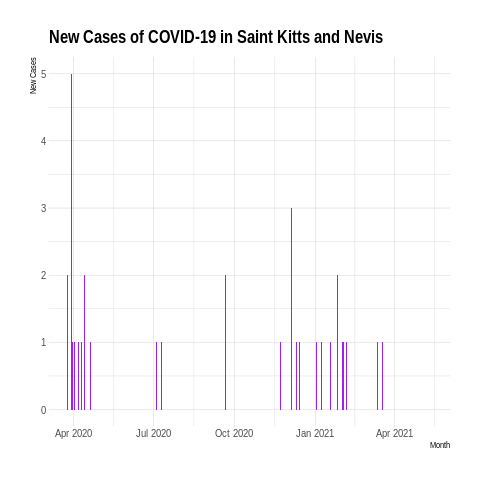 New Cases of COVID-19 in Saint Kitts and Nevis
New Cases
5
4
3
2
1
0
Apr 2020 Jul 2020 Oct 2020 Jan 2021 Apr 2021
Month